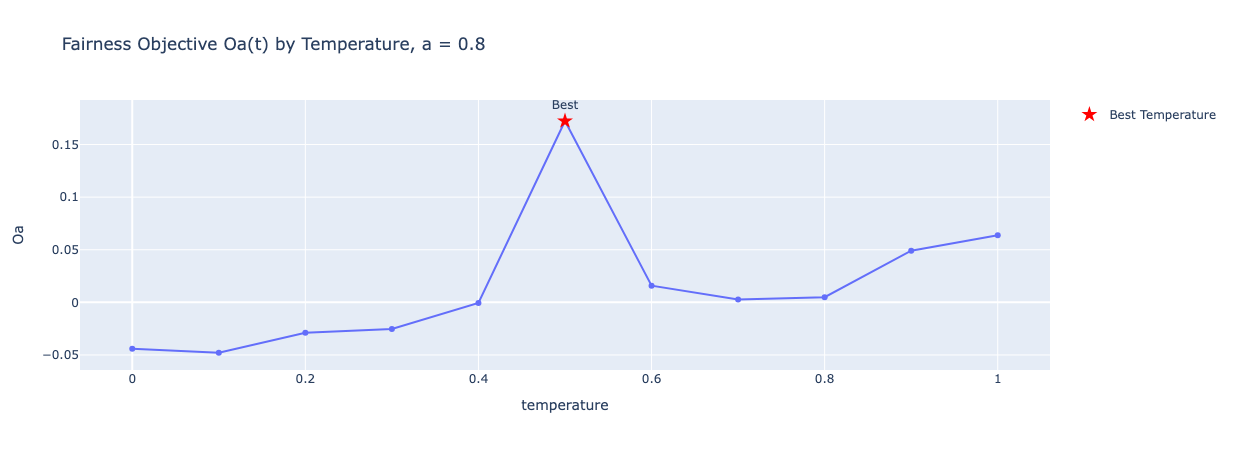 Fairness Objective Oa(t) by Temperature, a = 0.8
Best
Best Temperature
0.15
0.1
0.05
0
−0.05
Oa
0 0.2 0.4 0.6 0.8 1
temperature